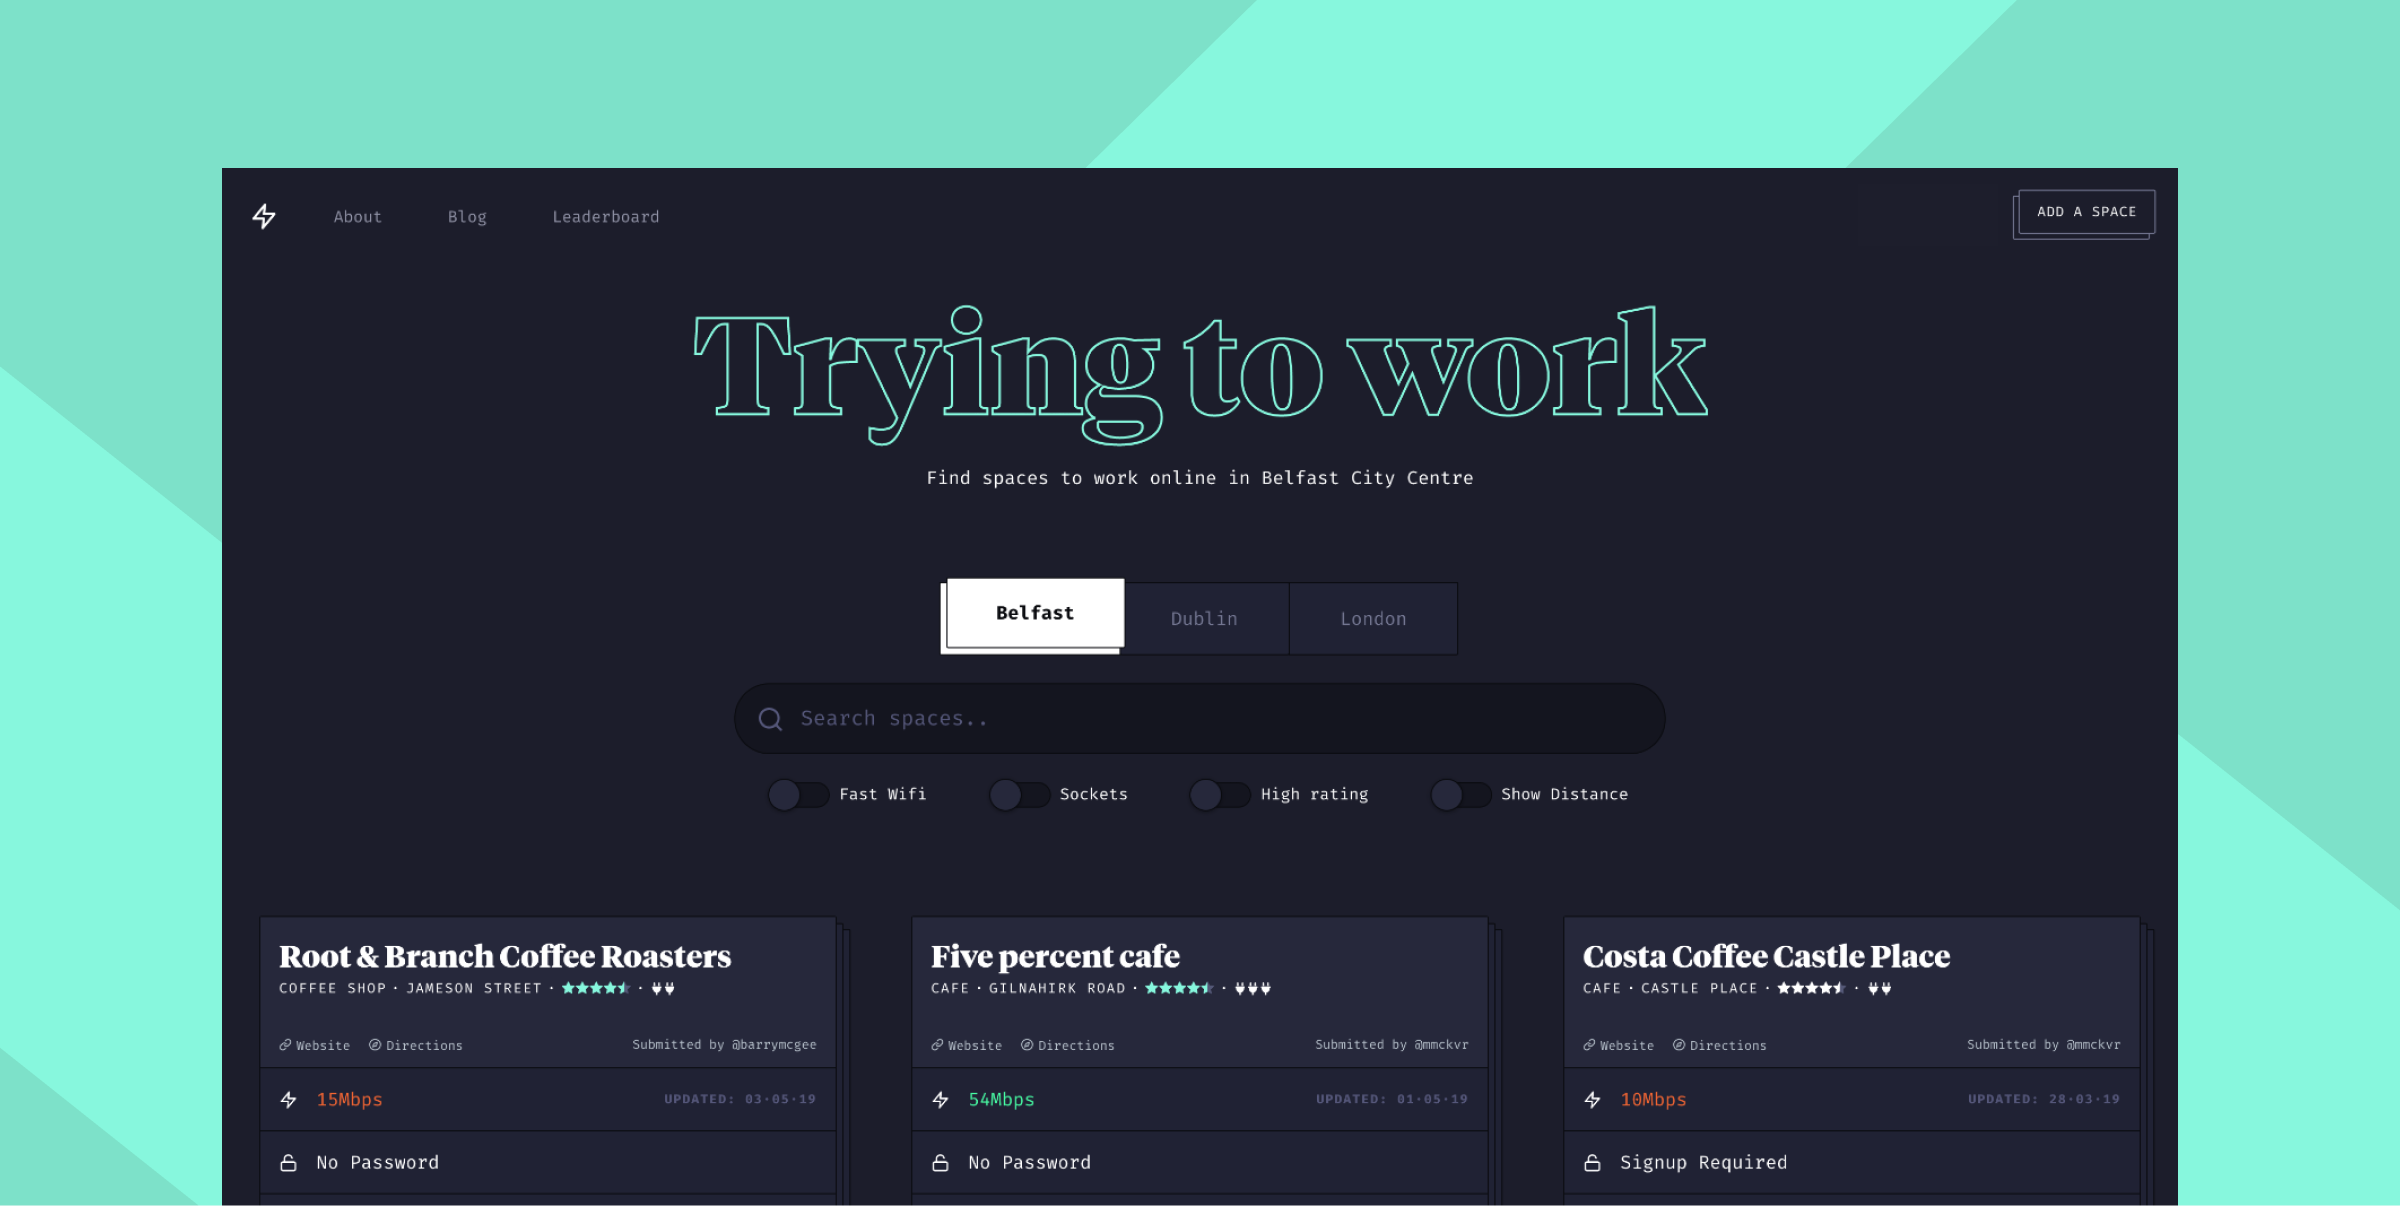 About Blog Leaderboard ADD A SPACE
Trying to work
Find spaces to work online in Belfast City Centre
Belfast Dublin London
Search spaces..
Fast Wifi Sockets High rating Show Distance
Root & Branch Coffee Roasters
COFFEE SHOP · JAMESON STREET ·
Website Directions Submitted by @barrymcgee
15Mbps UPDATED: 03·05·19
No Password
Five percent cafe
CAFE · GILNAHIRK ROAD ·
Website Directions Submitted by @mmckvr
54Mbps UPDATED: 01·05·19
No Password
Costa Coffee Castle Place
CAFE · CASTLE PLACE ·
Website Directions Submitted by @mmckvr
10Mbps UPDATED: 28·03·19
Signup Required